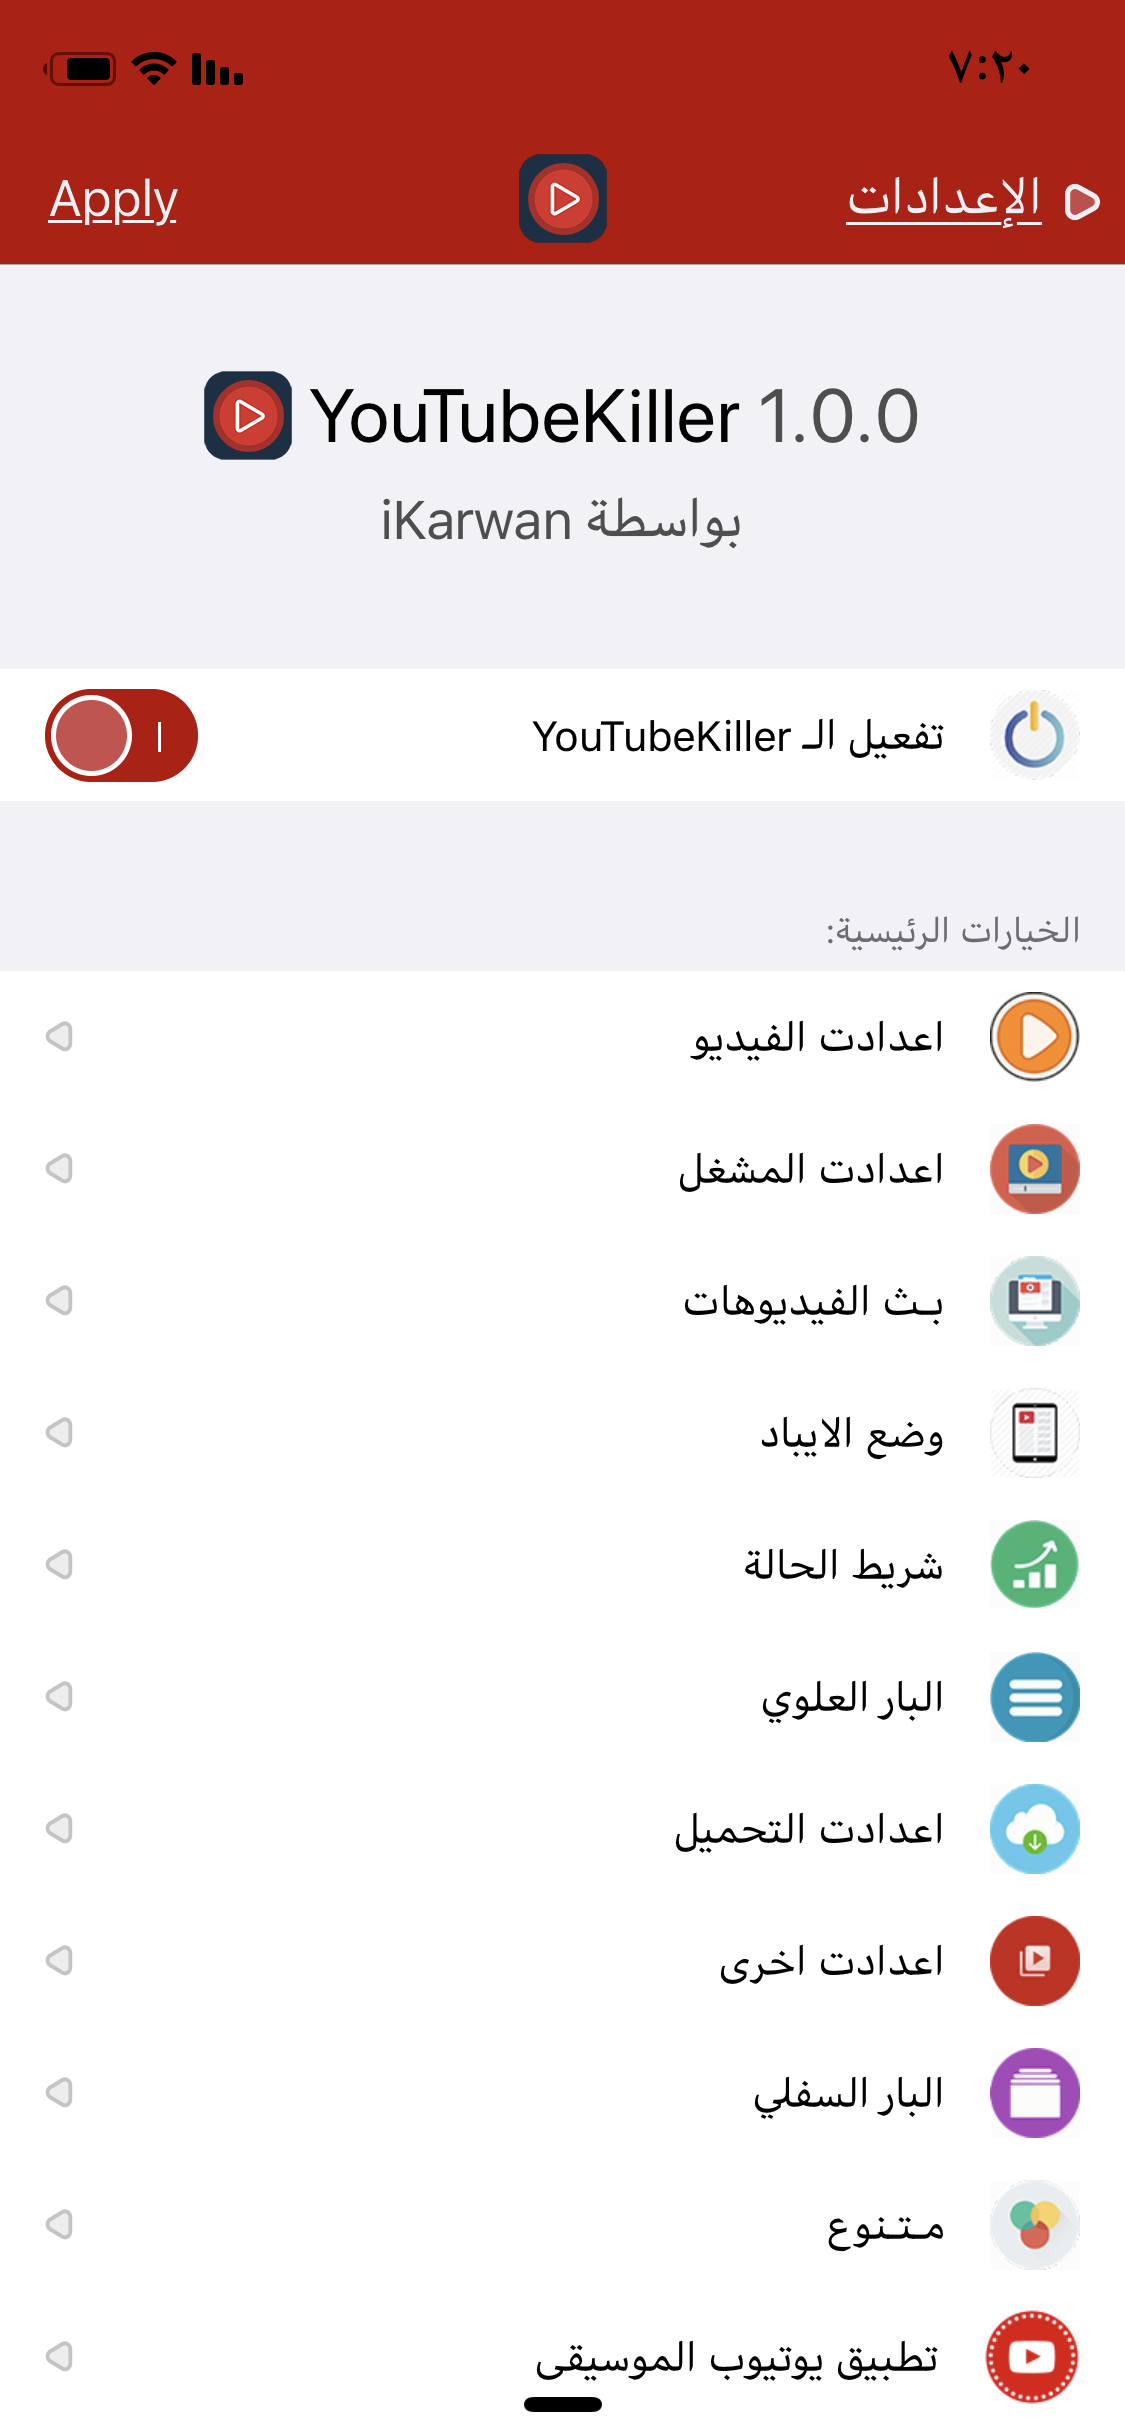 ٧:٢٠
الإعدادات
Apply
YouTubeKiller 1.0.0
بواسطة iKarwan
تفعيل الـ YouTubeKiller
الخيارات الرئيسية:
اعدادت الفيديو
اعدادت المشغل
بـث الفيديوهات
وضع الايباد
شريط الحالة
البار العلوي
اعدادت التحميل
اعدادت اخرى
البار السفلي
مـتـنوع
تطبيق يوتيوب الموسيقى